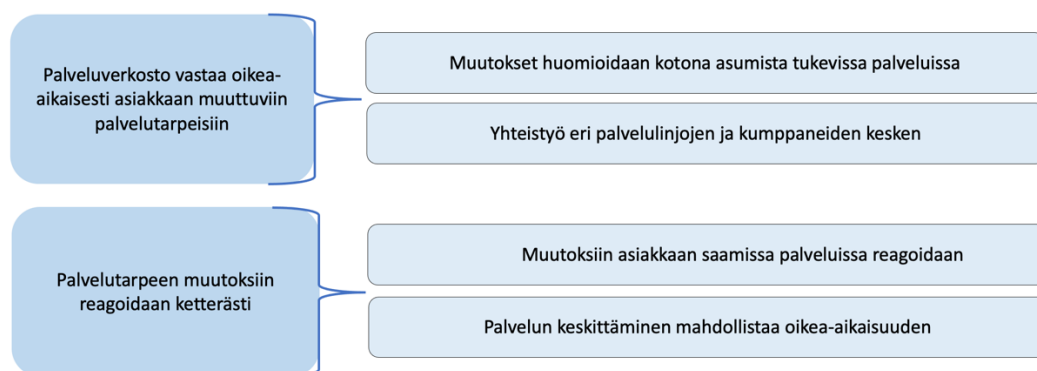 Palveluverkosto vastaa oikea-
aikaisesti asiakkaan muuttuviin
palvelutarpeisiin
Muutokset huomioidaan kotona asumista tukevissa palveluissa
Yhteistyö eri palvelulinjojen ja kumppaneiden kesken
Palvelutarpeen muutoksiin
reagoidaan ketterästi
Muutoksiin asiakkaan saamissa palveluissa reagoidaan
Palvelun keskittäminen mahdollistaa oikea-aikaisuuden